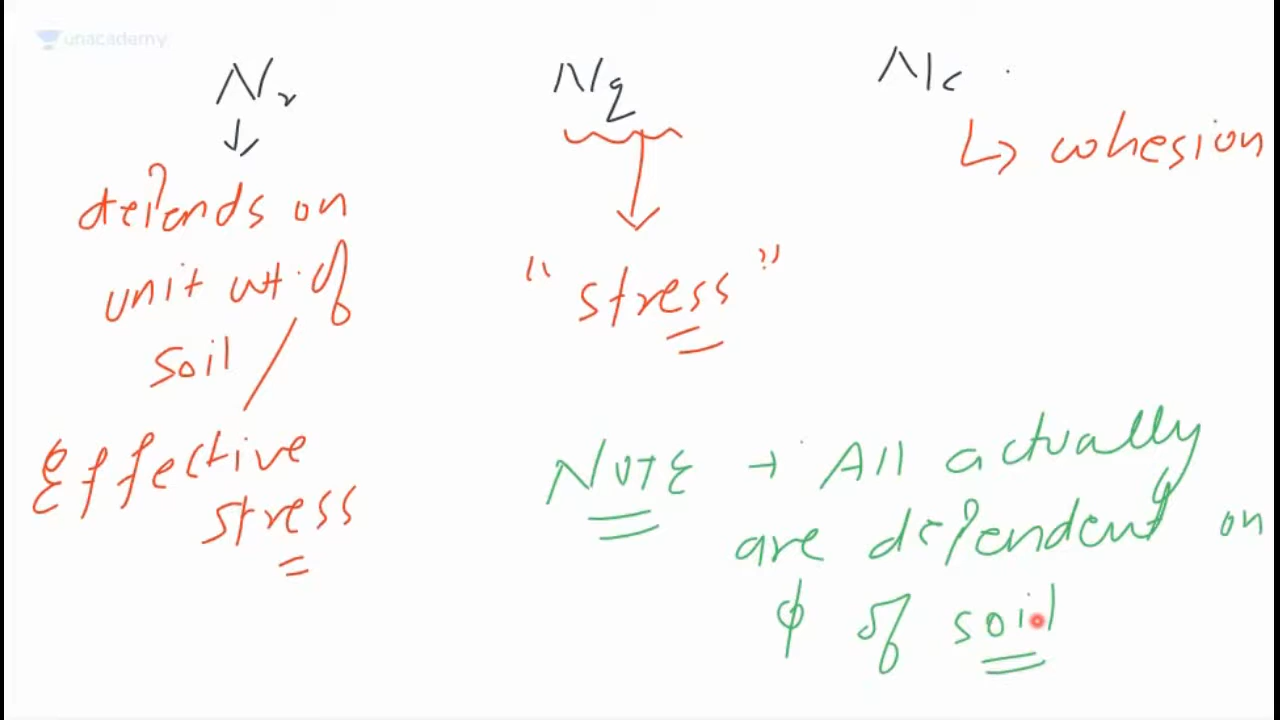 unacademy
Nγ
depends on
unit wt. of
soil /
Effective
stress
Nq
"stress"
Nc
↳ cohesion
NOTE → All actually
are dependent on
φ of soil